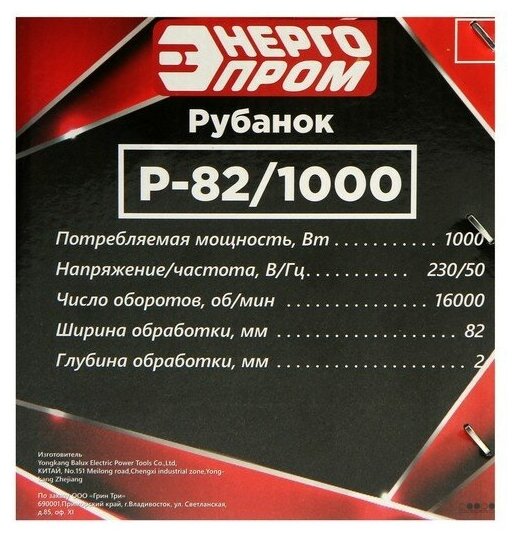 ЭНЕРГО
ПРОМ
Рубанок
Р-82/1000
Потребляемая мощность, Вт ........... 1000
Напряжение/частота, В/Гц........... 230/50
Число оборотов, об/мин ............... 16000
Ширина обработки, мм .................... 82
Глубина обработки, мм ..................... 2
Изготовитель
Yongkang Balux Electric Power Tools Co.,Ltd,
КИТАЙ, No.151 Meilong road,Chengxi industrial zone,Yong-
kang Zhejiang
По заказу ООО «Грин Три»
690001,Приморский край, г.Владивосток, ул. Светланская,
д.85, оф. XI